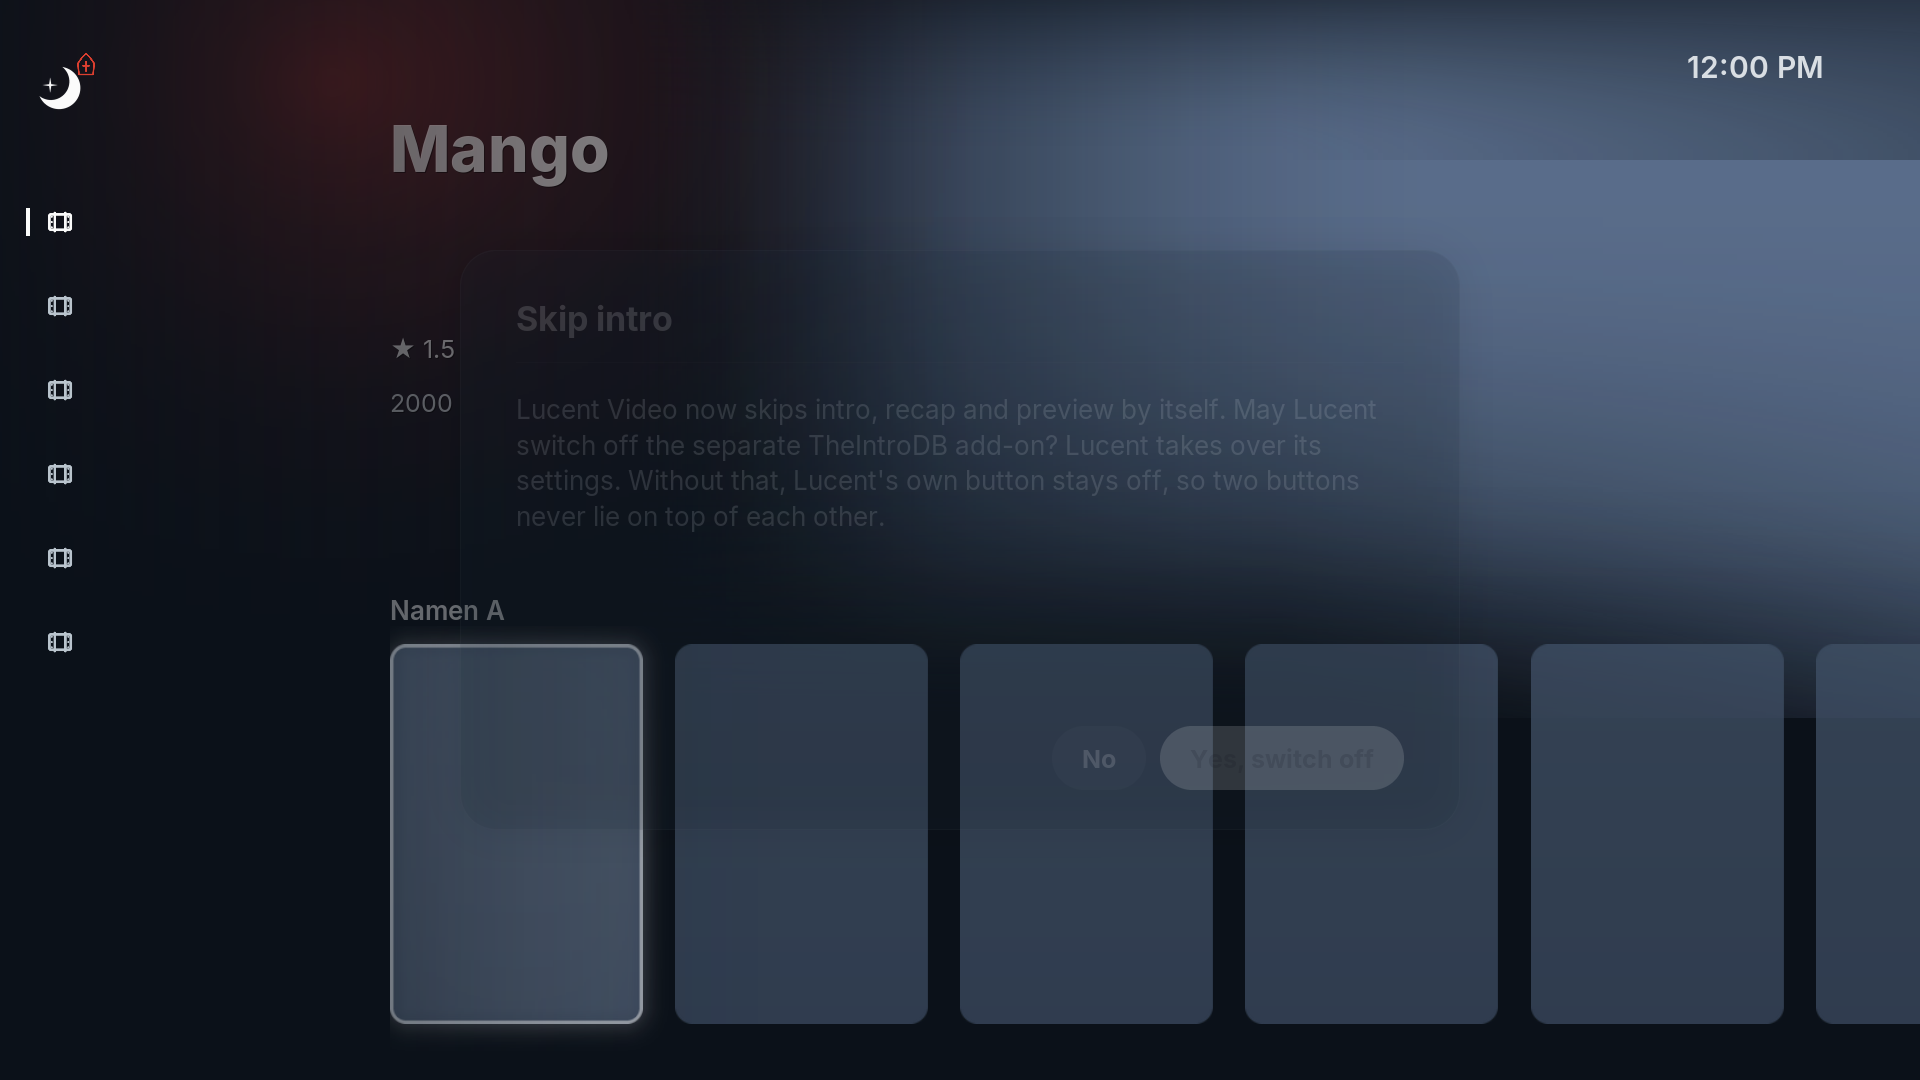 12:00 PM
Mango
Skip intro
★ 1.5
2000
Lucent Video now skips intro, recap and preview by itself. May Lucent
switch off the separate TheIntroDB add-on? Lucent takes over its
settings. Without that, Lucent's own button stays off, so two buttons
never lie on top of each other.
Namen A
No
Yes, switch off